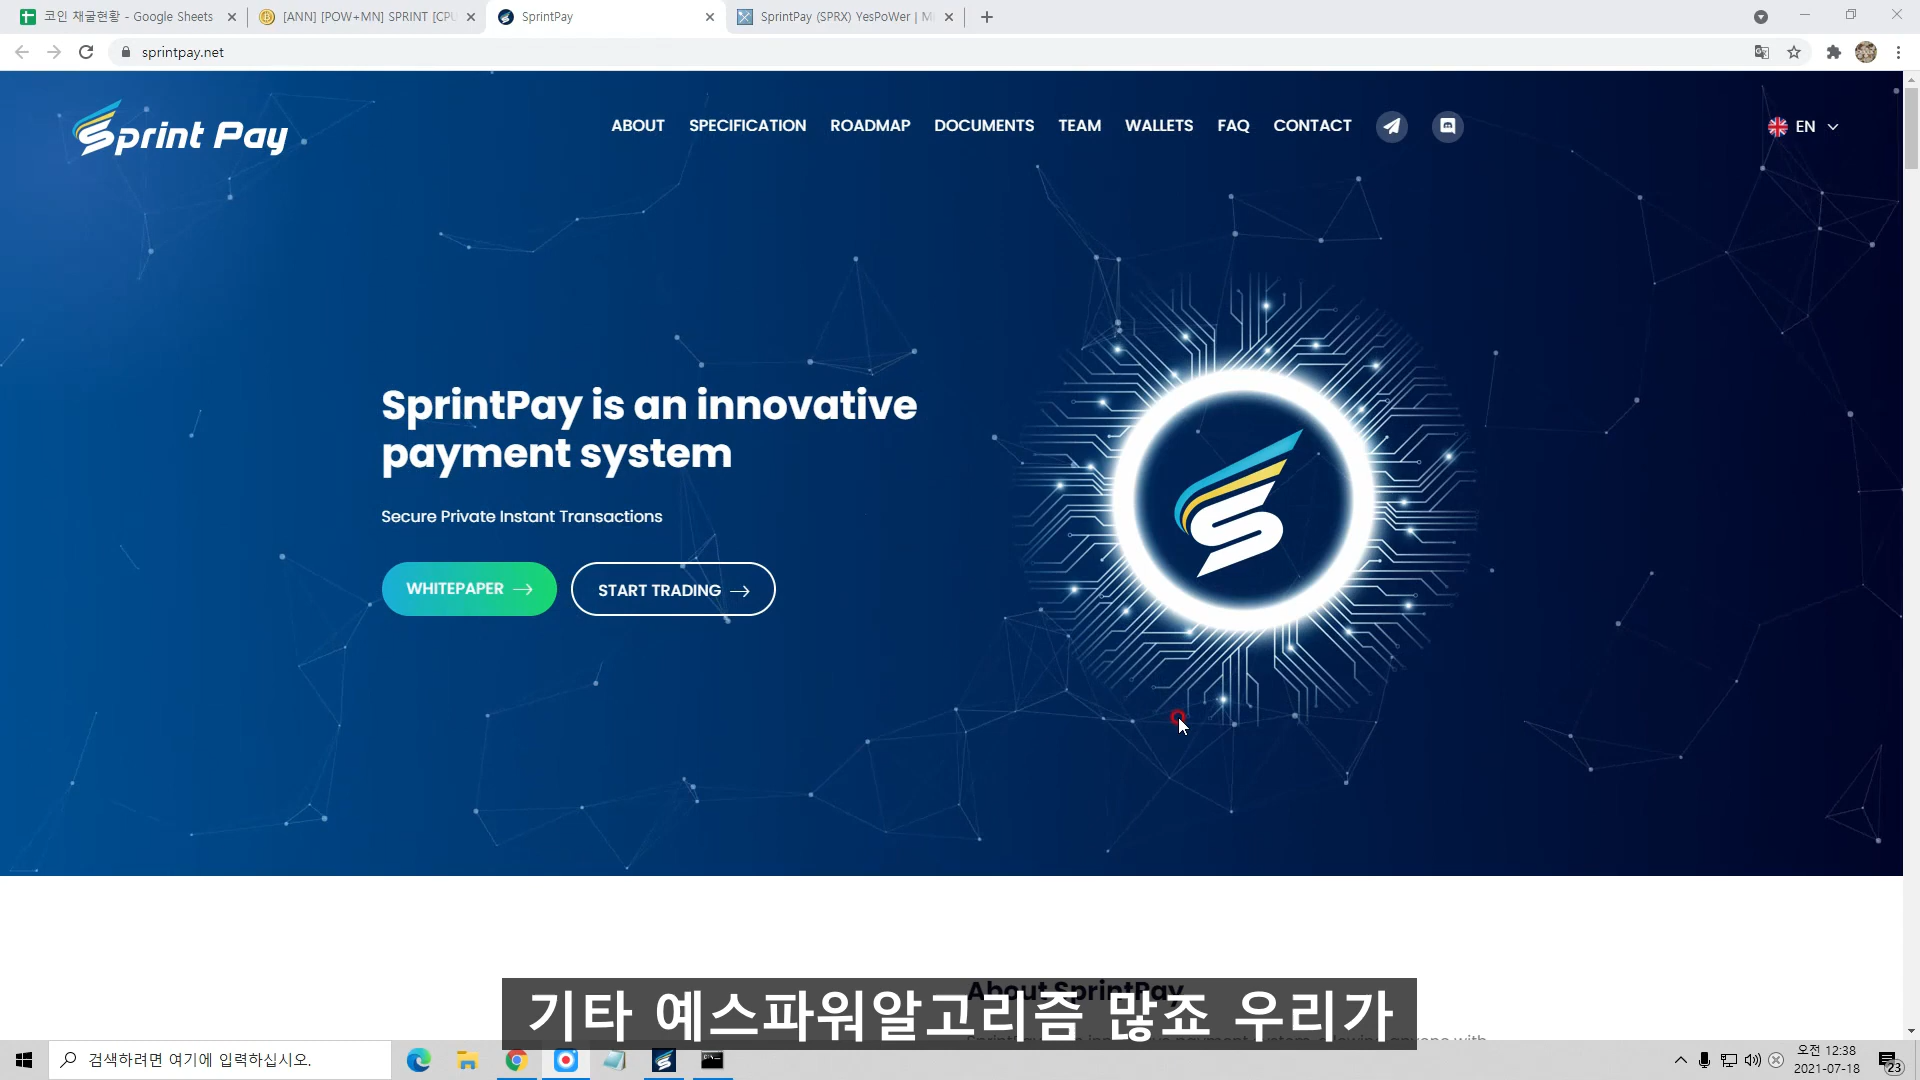 코인 채굴현황 - Google Sheets
[ANN] [POW+MN] SPRINT [CPU
SprintPay
SprintPay (SPRX) YesPoWer | Mi
sprintpay.net
Sprint Pay
ABOUT
SPECIFICATION
ROADMAP
DOCUMENTS
TEAM
WALLETS
FAQ
CONTACT
EN
SprintPay is an innovative
payment system
Secure Private Instant Transactions
WHITEPAPER
START TRADING
About SprintPay
기타 예스파워알고리즘 많죠 우리가
검색하려면 여기에 입력하십시오.
오전 12:38
2021-07-18
23